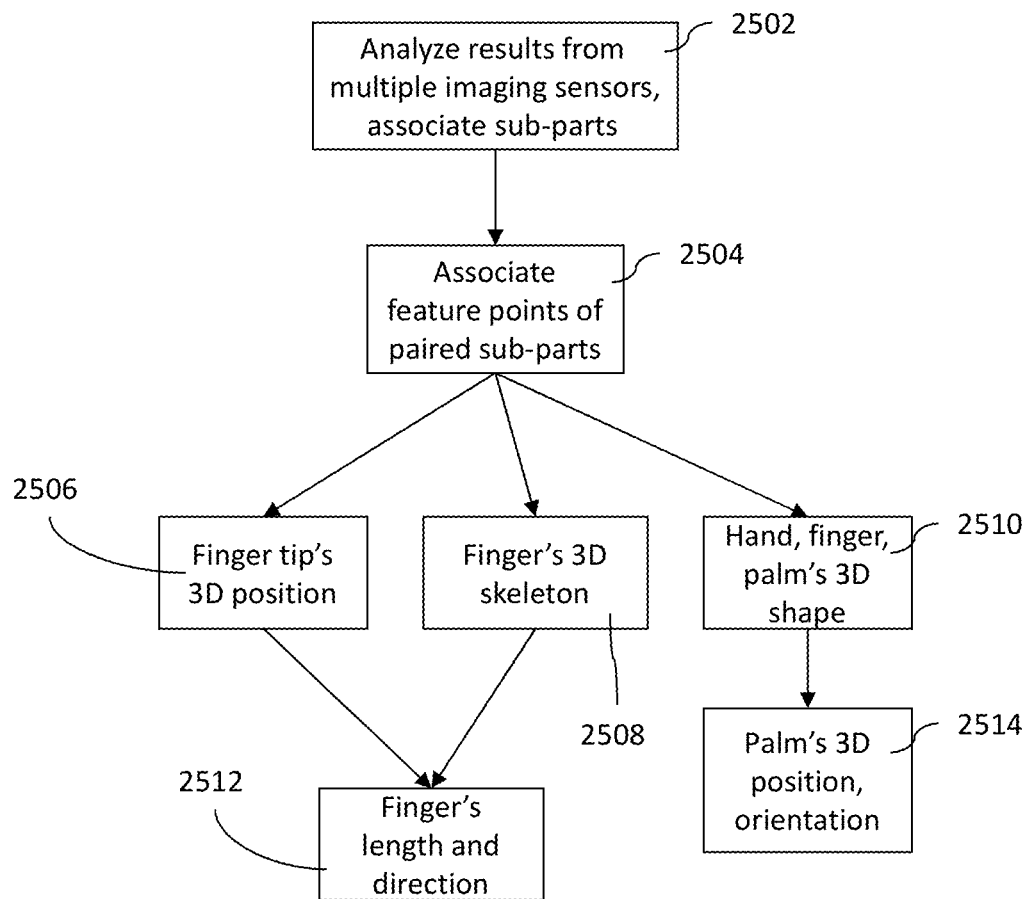 2502
Analyze results from
multiple imaging sensors,
associate sub-parts
2504
Associate
feature points of
paired sub-parts
2506
Finger tip’s
3D position
Finger’s 3D
skeleton
2508
Hand, finger,
palm’s 3D
shape
2510
2512
Finger’s
length and
direction
Palm’s 3D
position,
orientation
2514